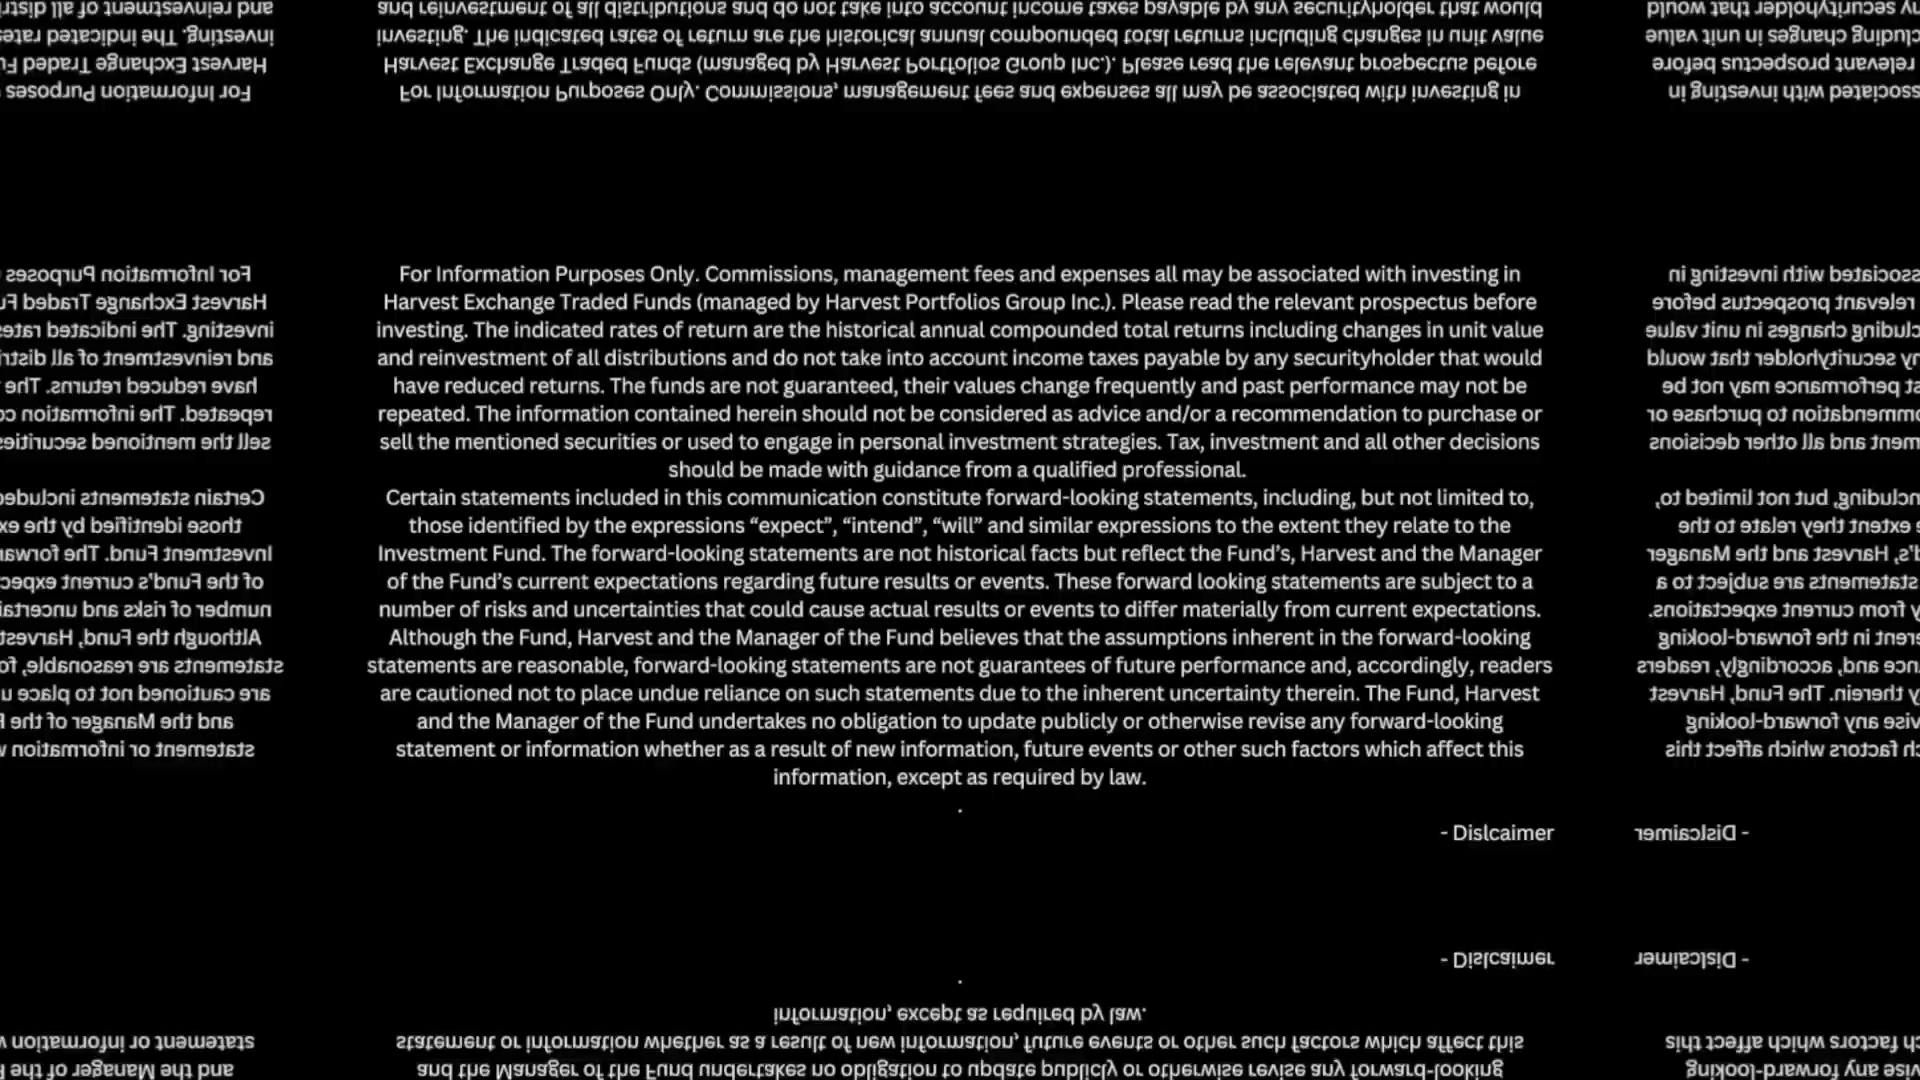 For Information Purposes Only. Commissions, management fees and expenses all may be associated with investing in
Harvest Exchange Traded Funds (managed by Harvest Portfolios Group Inc.). Please read the relevant prospectus before
investing. The indicated rates of return are the historical annual compounded total returns including changes in unit value
and reinvestment of all distributions and do not take into account income taxes payable by any securityholder that would
have reduced returns. The funds are not guaranteed, their values change frequently and past performance may not be
repeated. The information contained herein should not be considered as advice and/or a recommendation to purchase or
sell the mentioned securities or used to engage in personal investment strategies. Tax, investment and all other decisions
should be made with guidance from a qualified professional.
Certain statements included in this communication constitute forward-looking statements, including, but not limited to,
those identified by the expressions “expect”, “intend”, “will” and similar expressions to the extent they relate to the
Investment Fund. The forward-looking statements are not historical facts but reflect the Fund’s, Harvest and the Manager
of the Fund’s current expectations regarding future results or events. These forward looking statements are subject to a
number of risks and uncertainties that could cause actual results or events to differ materially from current expectations.
Although the Fund, Harvest and the Manager of the Fund believes that the assumptions inherent in the forward-looking
statements are reasonable, forward-looking statements are not guarantees of future performance and, accordingly, readers
are cautioned not to place undue reliance on such statements due to the inherent uncertainty therein. The Fund, Harvest
and the Manager of the Fund undertakes no obligation to update publicly or otherwise revise any forward-looking
statement or information whether as a result of new information, future events or other such factors which affect this
information, except as required by law.
.
- Dislcaimer